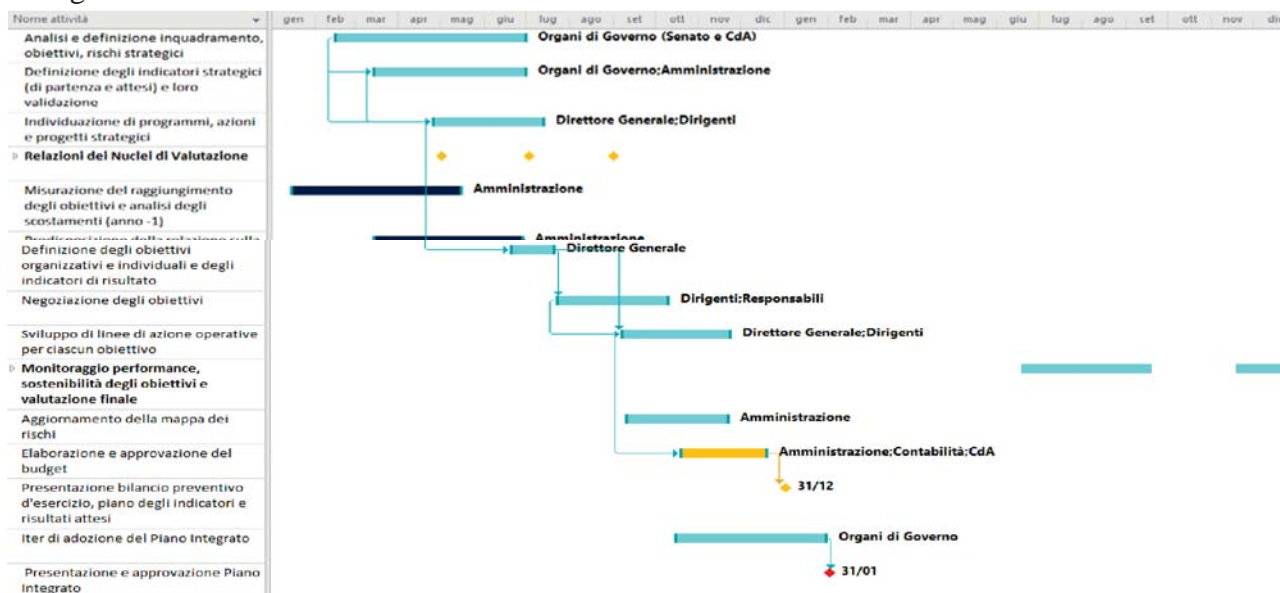 Nome attività gen feb mar apr mag giu lug ago set ott nov dic gen feb mar apr mag giu lug ago set ott nov di
Analisi e definizione inquadramento, obiettivi, rischi strategici
Organi di Governo (Senato e CdA)
Definizione degli indicatori strategici
(di partenza e attesi) e loro
validazione
Organi di Governo;Amministrazione
Individuazione di programmi, azioni
e progetti strategici
Direttore Generale;Dirigenti
Relazioni dei Nuclei di Valutazione
Misurazione del raggiungimento
degli obiettivi e analisi degli
scostamenti (anno -1)
Amministrazione
Predisposizione della relazione sulla
Amministrazione
Definizione degli obiettivi
organizzativi e individuali e degli
indicatori di risultato
Direttore Generale
Negoziazione degli obiettivi
Dirigenti;Responsabili
Sviluppo di linee di azione operative
per ciascun obiettivo
Direttore Generale;Dirigenti
Monitoraggio performance,
sostenibilità degli obiettivi e
valutazione finale
Aggiornamento della mappa dei
rischi
Amministrazione
Elaborazione e approvazione del
budget
Amministrazione;Contabilità;CdA
Presentazione bilancio preventivo
d'esercizio, piano degli indicatori e
risultati attesi
31/12
Iter di adozione del Piano Integrato
Organi di Governo
Presentazione e approvazione Piano
Integrato
31/01